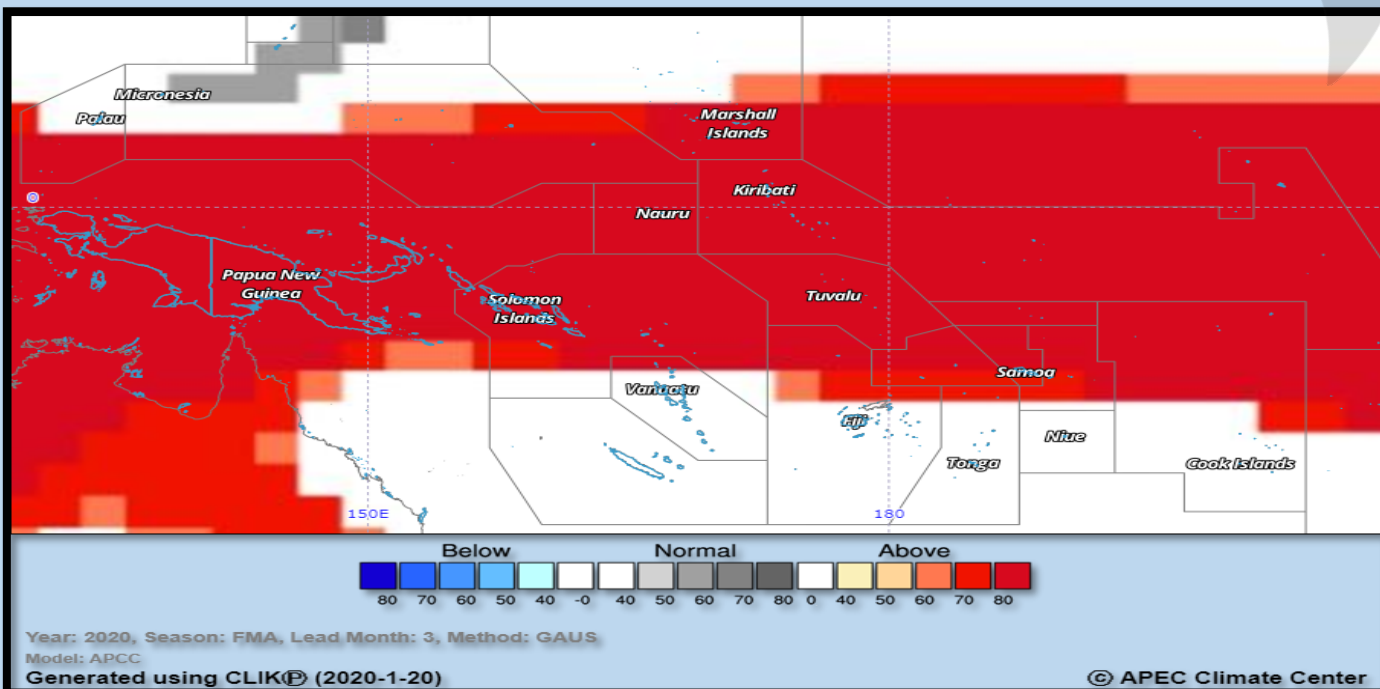 Micronesia
Palau
Marshall
Islands
Kiribati
0
Nauru
Papua New
Guinea
Solomon
Islands
Tuvalu
Samoa
Vanuatu
Fiji
Niue
Tonga
Cook Islands
150E
180
Below Normal Above
80 70 60 50 40 -0 40 50 60 70 80 0 40 50 60 70 80
Year: 2020, Season: FMA, Lead Month: 3, Method: GAUS
Model: APCC
Generated using CLIKⓅ (2020-1-20)
© APEC Climate Center